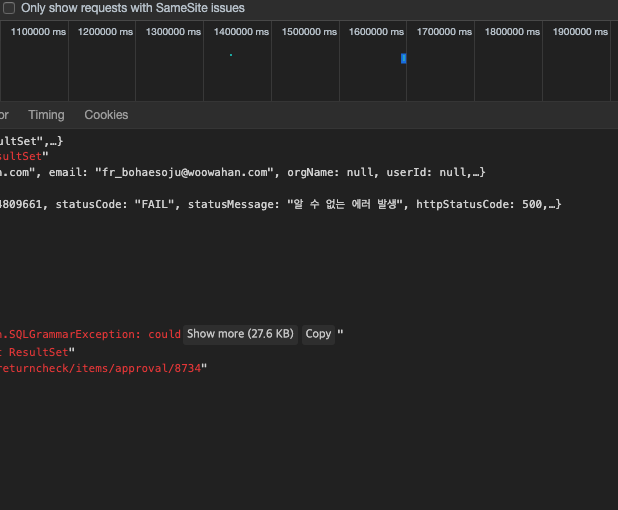 Only show requests with SameSite issues
1100000 ms 1200000 ms 1300000 ms 1400000 ms 1500000 ms 1600000 ms 1700000 ms 1800000 ms 1900000 ms
or Timing Cookies
ultSet",…}
sultSet"
n.com", email: "fr_bohaesoju@woowahan.com", orgName: null, userId: null,…}
4809661, statusCode: "FAIL", statusMessage: "알 수 없는 에러 발생", httpStatusCode: 500,…}
n.SQLGrammarException: could Show more (27.6 KB) Copy "
t ResultSet"
returncheck/items/approval/8734"